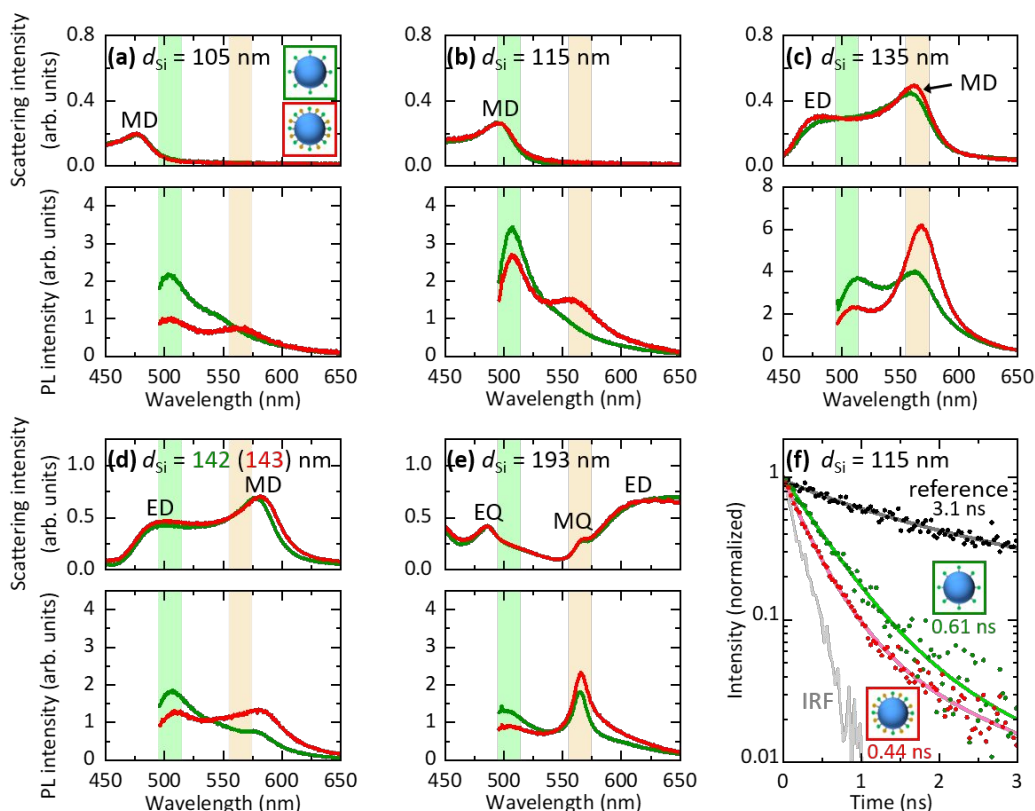 Scattering intensity
(arb. units)
0.8
0.4
0.0
(a) dSi = 105 nm
MD
0.8
0.4
0.0
(b) dSi = 115 nm
MD
0.8
0.4
0.0
(c) dSi = 135 nm
ED
MD
PL intensity (arb. units)
4
3
2
1
0
450 500 550 600 650
Wavelength (nm)
4
3
2
1
0
450 500 550 600 650
Wavelength (nm)
8
6
4
2
0
450 500 550 600 650
Wavelength (nm)
Scattering intensity
(arb. units)
1.0
0.5
0.0
(d) dSi = 142 (143) nm
ED
MD
1.0
0.5
0.0
(e) dSi = 193 nm
EQ
MQ
ED
PL intensity (arb. units)
4
3
2
1
0
450 500 550 600 650
Wavelength (nm)
4
3
2
1
0
450 500 550 600 650
Wavelength (nm)
(f) dSi = 115 nm
Intensity (normalized)
1
0.1
0.01
reference
3.1 ns
0.61 ns
IRF
0.44 ns
0 1 2 3
Time (ns)